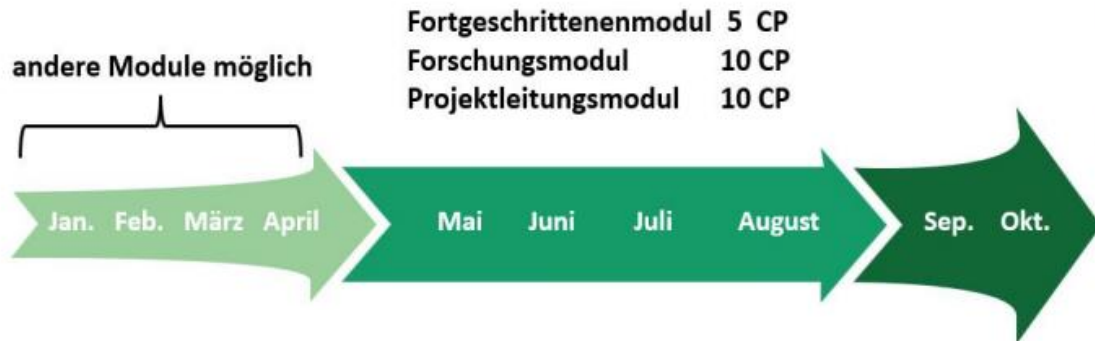 Fortgeschrittenenmodul 5 CP
andere Module möglich
Forschungsmodul 10 CP
Projektleitungsmodul 10 CP
Jan. Feb. März April Mai Juni Juli August Sep. Okt.